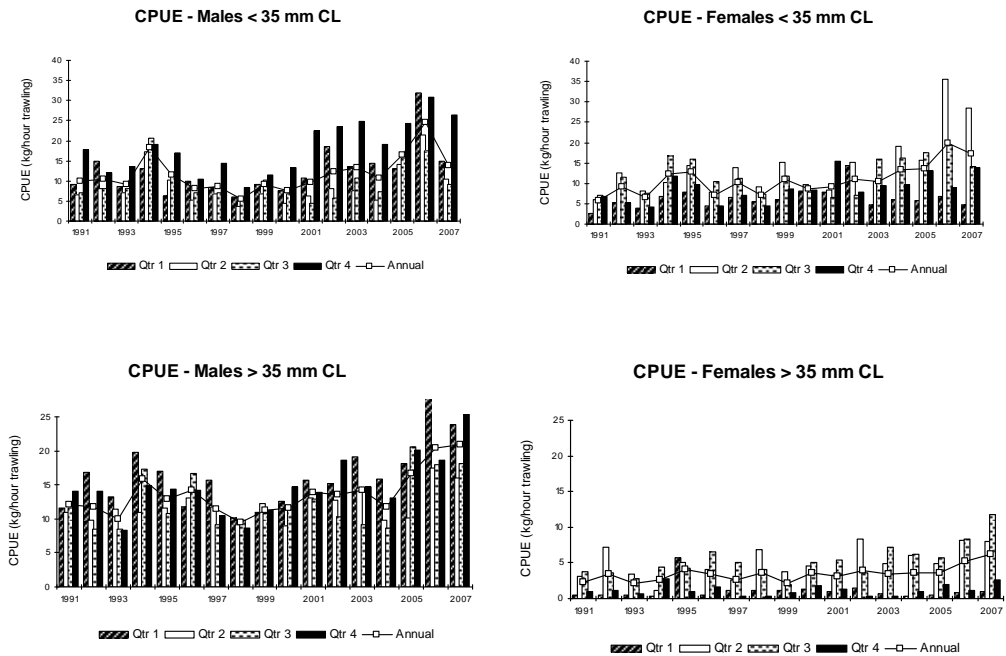 CPUE - Males < 35 mm CL
CPUE (kg/hour trawling)
40
35
30
25
20
15
10
5
0
1991 1993 1995 1997 1999 2001 2003 2005 2007
Qtr 1 Qtr 2 Qtr 3 Qtr 4 Annual
CPUE - Females < 35 mm CL
CPUE (kg/hour trawling)
40
35
30
25
20
15
10
5
0
1991 1993 1995 1997 1999 2001 2003 2005 2007
Qtr 1 Qtr 2 Qtr 3 Qtr 4 Annual
CPUE - Males > 35 mm CL
CPUE (kg/hour trawling)
25
20
15
10
5
0
1991 1993 1995 1997 1999 2001 2003 2005 2007
Qtr 1 Qtr 2 Qtr 3 Qtr 4 Annual
CPUE - Females > 35 mm CL
CPUE (kg/hour trawling)
25
20
15
10
5
0
1991 1993 1995 1997 1999 2001 2003 2005 2007
Qtr 1 Qtr 2 Qtr 3 Qtr 4 Annual